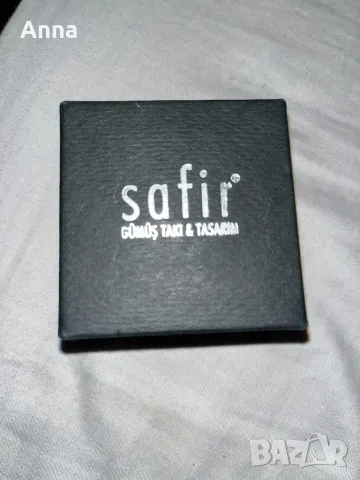 Anna
safir®
GÜMÜŞ TAKI & TASARIM
BAZAR